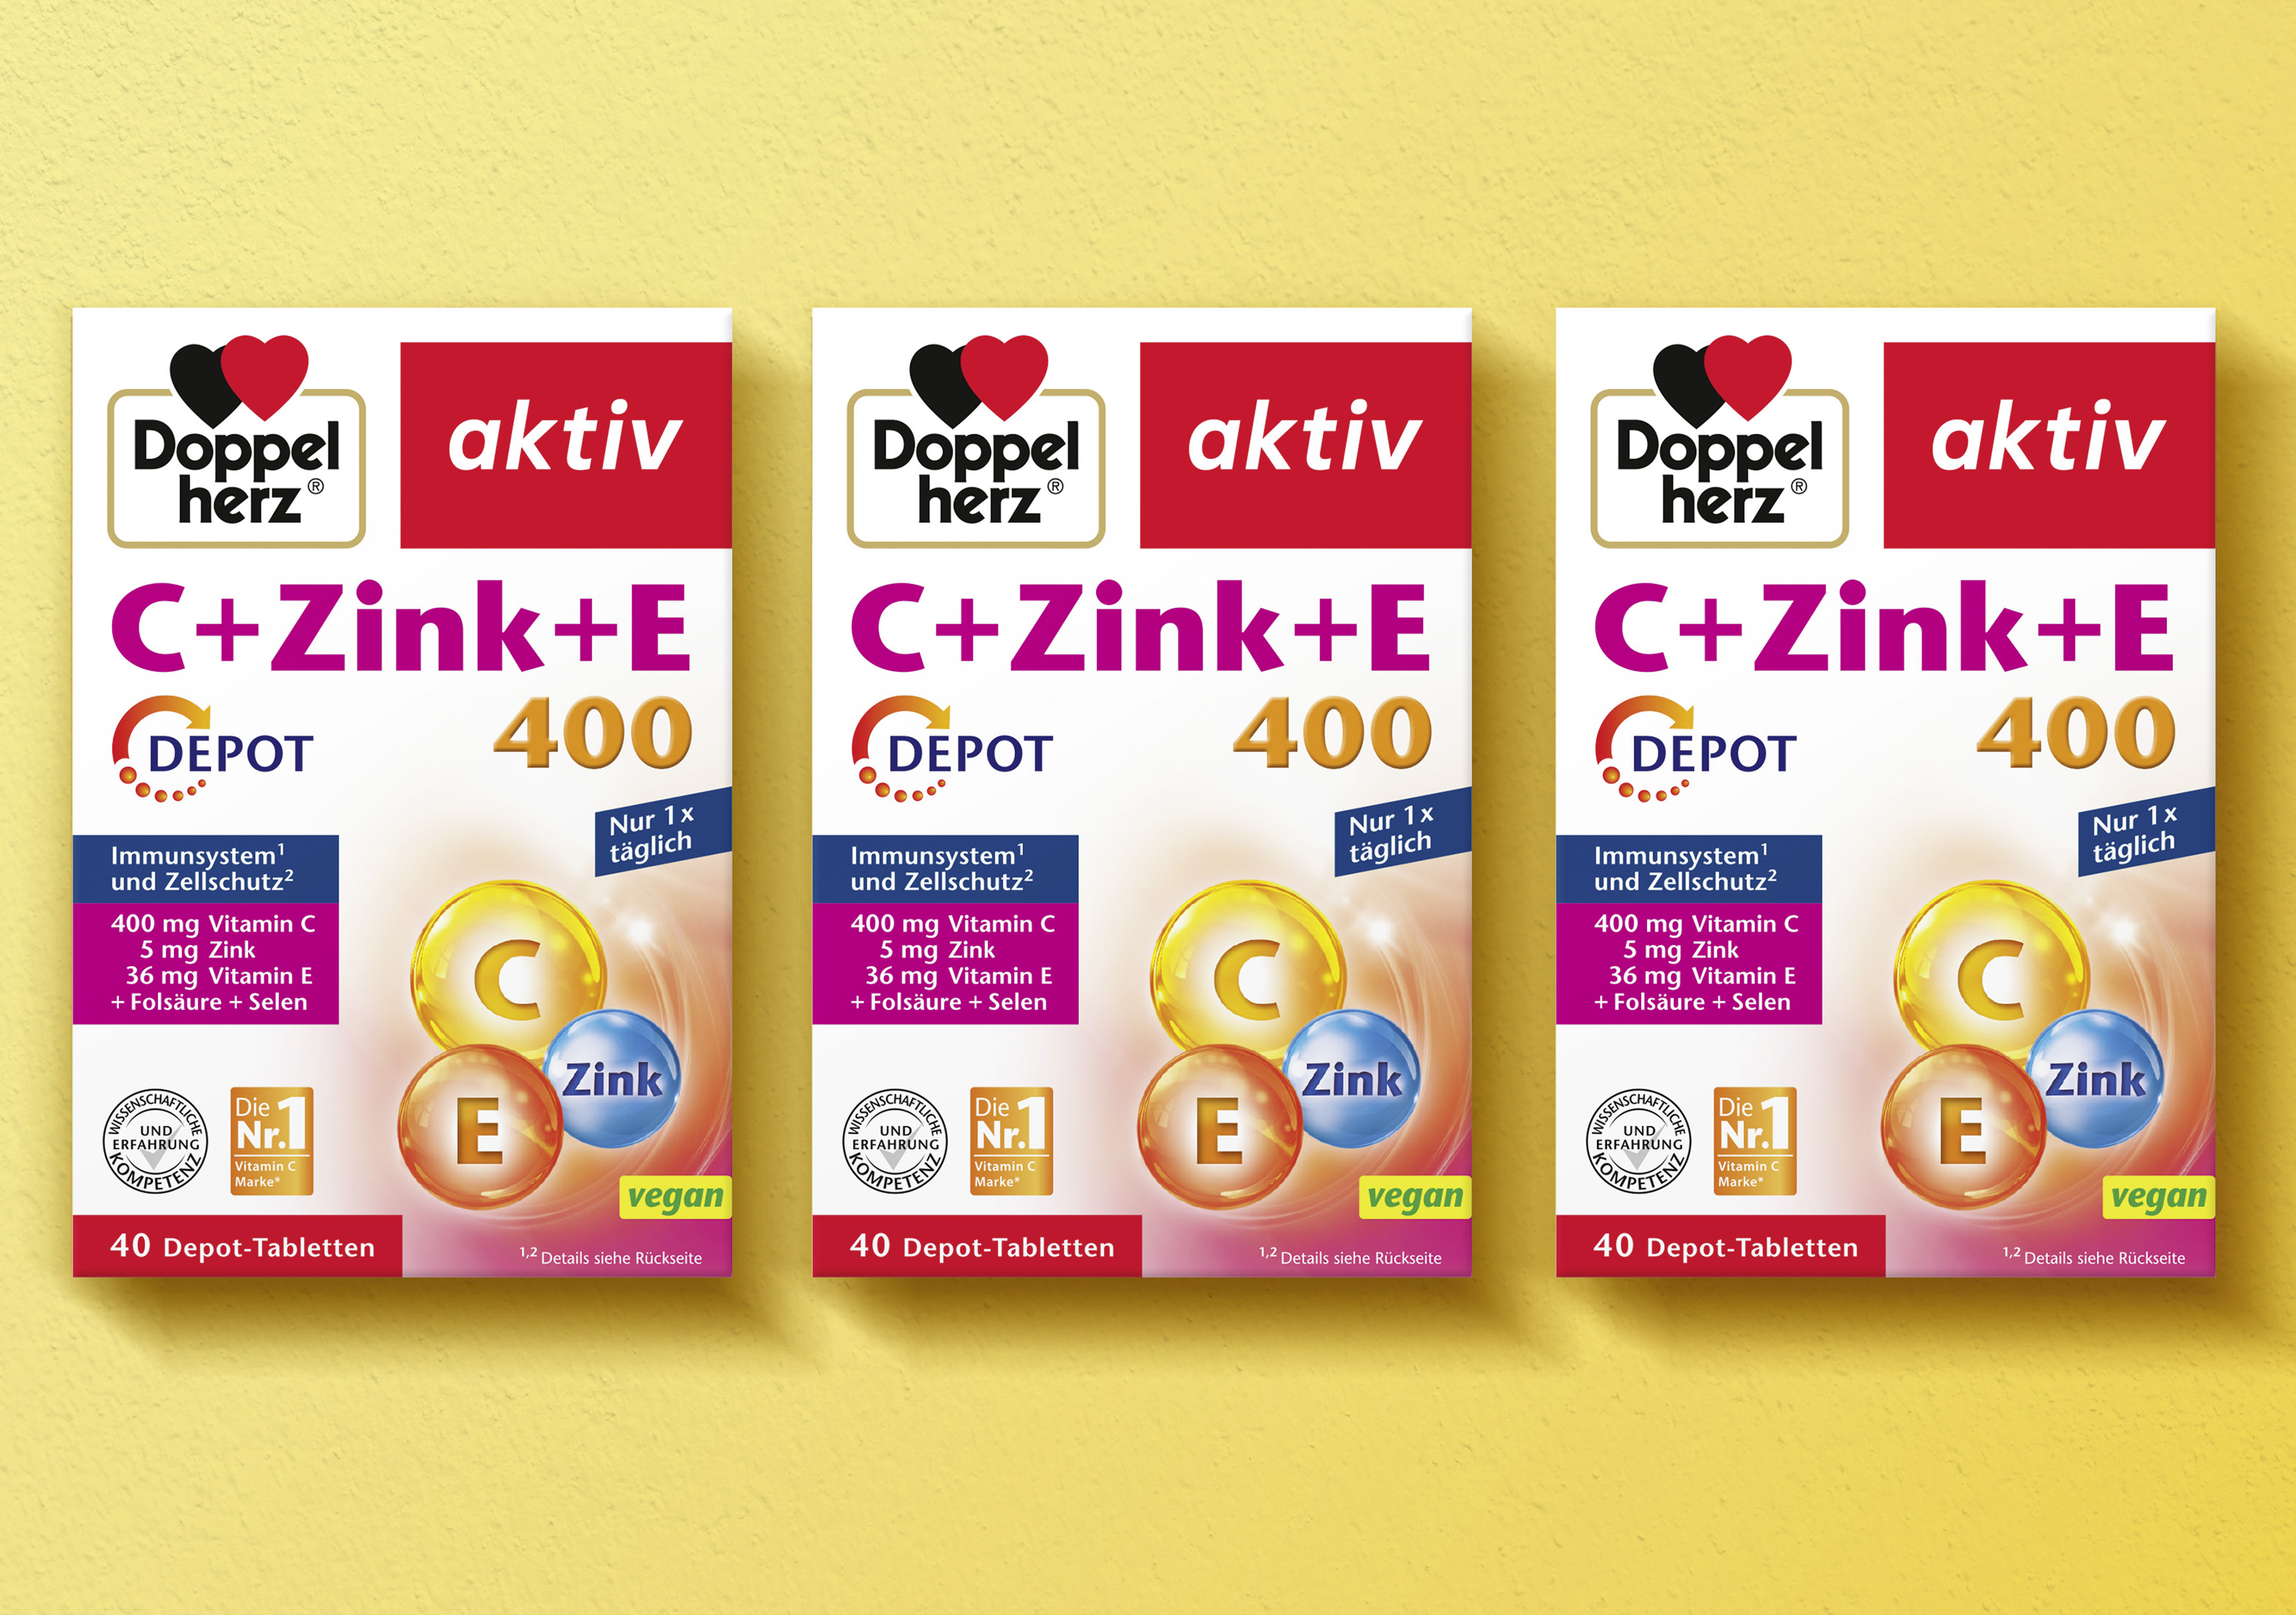 Doppel
herz®
aktiv
C+Zink+E
DEPOT
400
Nur 1x
täglich
Immunsystem¹
und Zellschutz²
400 mg Vitamin C
5 mg Zink
36 mg Vitamin E
+ Folsäure + Selen
C
Zink
E
WISSENSCHAFTLICHE
UND
ERFAHRUNG
KOMPETENZ
Die
Nr.1
Vitamin C
Marke*
vegan
40 Depot-Tabletten
1,2 Details siehe Rückseite
Doppel
herz®
aktiv
C+Zink+E
DEPOT
400
Nur 1x
täglich
Immunsystem¹
und Zellschutz²
400 mg Vitamin C
5 mg Zink
36 mg Vitamin E
+ Folsäure + Selen
C
Zink
E
WISSENSCHAFTLICHE
UND
ERFAHRUNG
KOMPETENZ
Die
Nr.1
Vitamin C
Marke*
vegan
40 Depot-Tabletten
1,2 Details siehe Rückseite
Doppel
herz®
aktiv
C+Zink+E
DEPOT
400
Nur 1x
täglich
Immunsystem¹
und Zellschutz²
400 mg Vitamin C
5 mg Zink
36 mg Vitamin E
+ Folsäure + Selen
C
Zink
E
WISSENSCHAFTLICHE
UND
ERFAHRUNG
KOMPETENZ
Die
Nr.1
Vitamin C
Marke*
vegan
40 Depot-Tabletten
1,2 Details siehe Rückseite